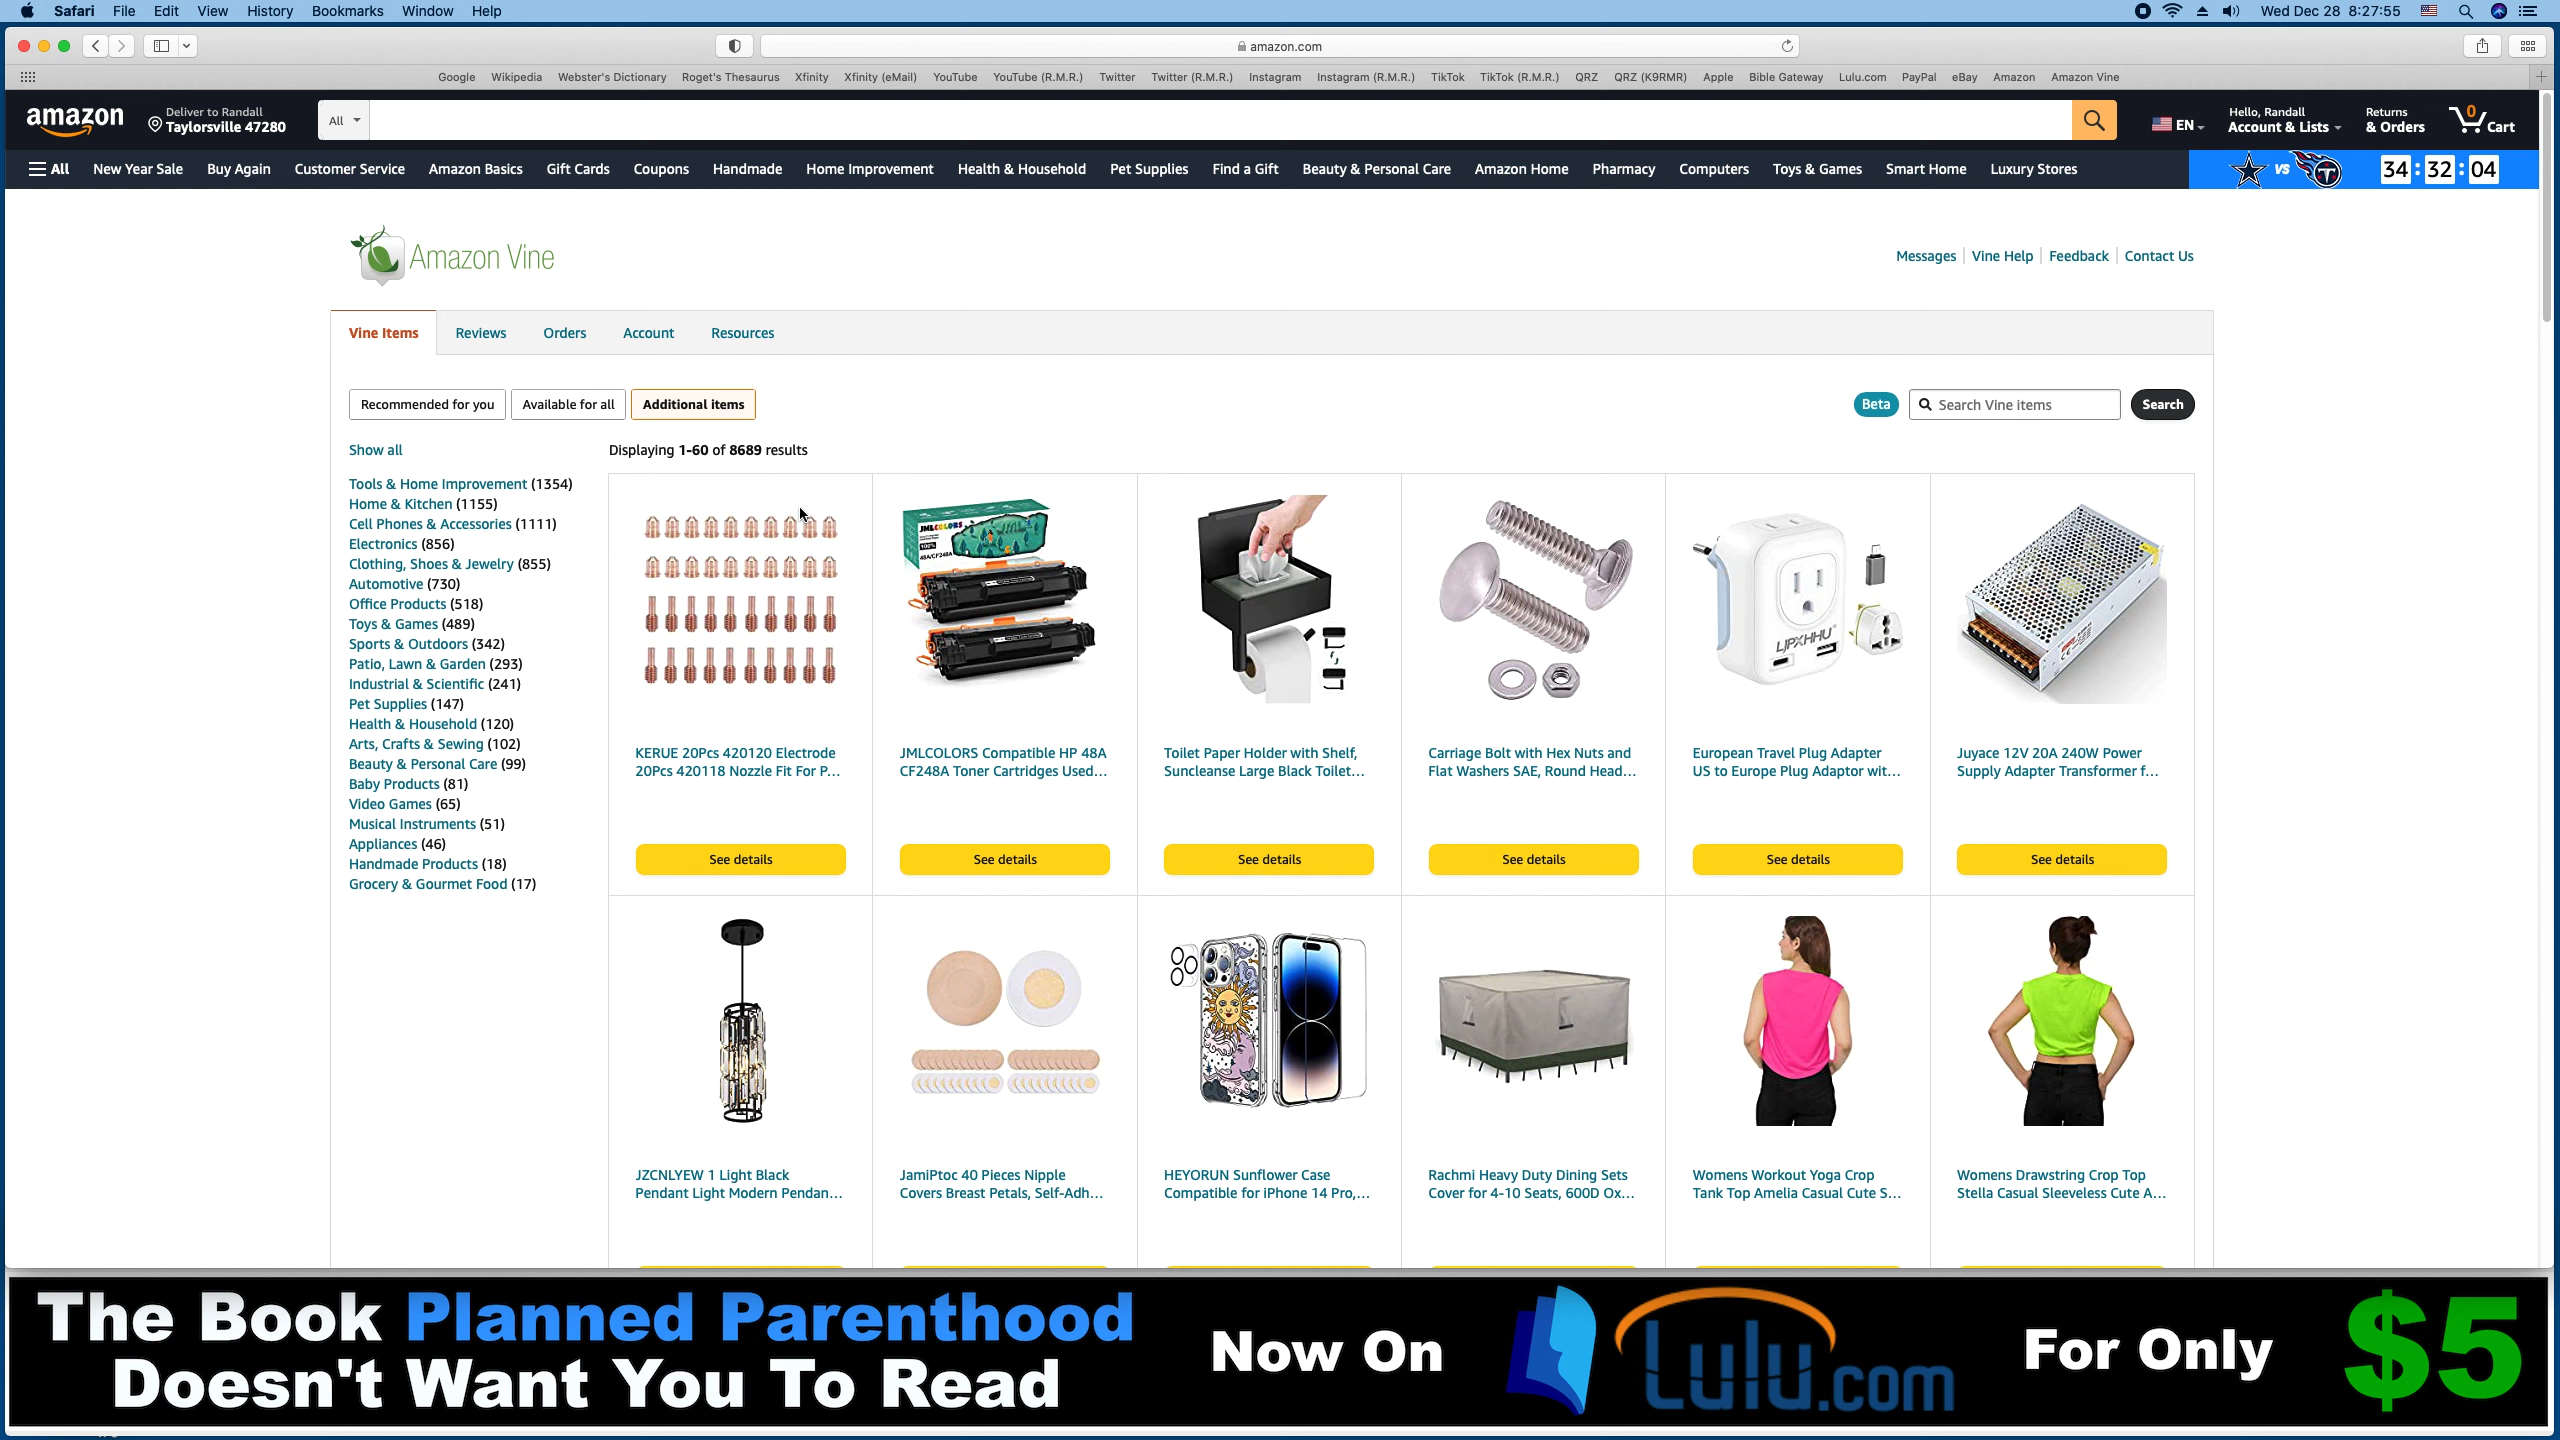 Safari File Edit View History Bookmarks Window Help
Wed Dec 28 8:27:55
amazon.com
Google Wikipedia Webster's Dictionary Roget's Thesaurus Xfinity Xfinity (eMail) YouTube YouTube (R.M.R.) Twitter Twitter (R.M.R.) Instagram Instagram (R.M.R.) TikTok TikTok (R.M.R.) QRZ QRZ (K9RMR) Apple Bible Gateway Lulu.com PayPal eBay Amazon Amazon Vine
amazon
Deliver to Randall
Taylorsville 47280
All
EN
Hello, Randall
Account & Lists
Returns
& Orders
0
Cart
All New Year Sale Buy Again Customer Service Amazon Basics Gift Cards Coupons Handmade Home Improvement Health & Household Pet Supplies Find a Gift Beauty & Personal Care Amazon Home Pharmacy Computers Toys & Games Smart Home Luxury Stores
VS T 34:32:04
Amazon Vine
Messages Vine Help Feedback Contact Us
Vine Items Reviews Orders Account Resources
Recommended for you Available for all Additional items
Beta Search Vine items Search
Show all
Displaying 1-60 of 8689 results
Tools & Home Improvement (1354)
Home & Kitchen (1155)
Cell Phones & Accessories (1111)
Electronics (856)
Clothing, Shoes & Jewelry (855)
Automotive (730)
Office Products (518)
Toys & Games (489)
Sports & Outdoors (342)
Patio, Lawn & Garden (293)
Industrial & Scientific (241)
Pet Supplies (147)
Health & Household (120)
Arts, Crafts & Sewing (102)
Beauty & Personal Care (99)
Baby Products (81)
Video Games (65)
Musical Instruments (51)
Appliances (46)
Handmade Products (18)
Grocery & Gourmet Food (17)
JMLCOLORS
48A/CF248A
LJPXHHU
KERUE 20Pcs 420120 Electrode
20Pcs 420118 Nozzle Fit For P...
JMLCOLORS Compatible HP 48A
CF248A Toner Cartridges Used...
Toilet Paper Holder with Shelf,
Suncleanse Large Black Toilet...
Carriage Bolt with Hex Nuts and
Flat Washers SAE, Round Head...
European Travel Plug Adapter
US to Europe Plug Adaptor wit...
Juyace 12V 20A 240W Power
Supply Adapter Transformer f...
See details See details See details See details See details See details
JZCNLYEW 1 Light Black
Pendant Light Modern Pendan...
JamiPtoc 40 Pieces Nipple
Covers Breast Petals, Self-Adh...
HEYORUN Sunflower Case
Compatible for iPhone 14 Pro,...
Rachmi Heavy Duty Dining Sets
Cover for 4-10 Seats, 600D Ox...
Womens Workout Yoga Crop
Tank Top Amelia Casual Cute S...
Womens Drawstring Crop Top
Stella Casual Sleeveless Cute A...
The Book Planned Parenthood
Doesn't Want You To Read
Now On
Lulu.com
For Only
$5